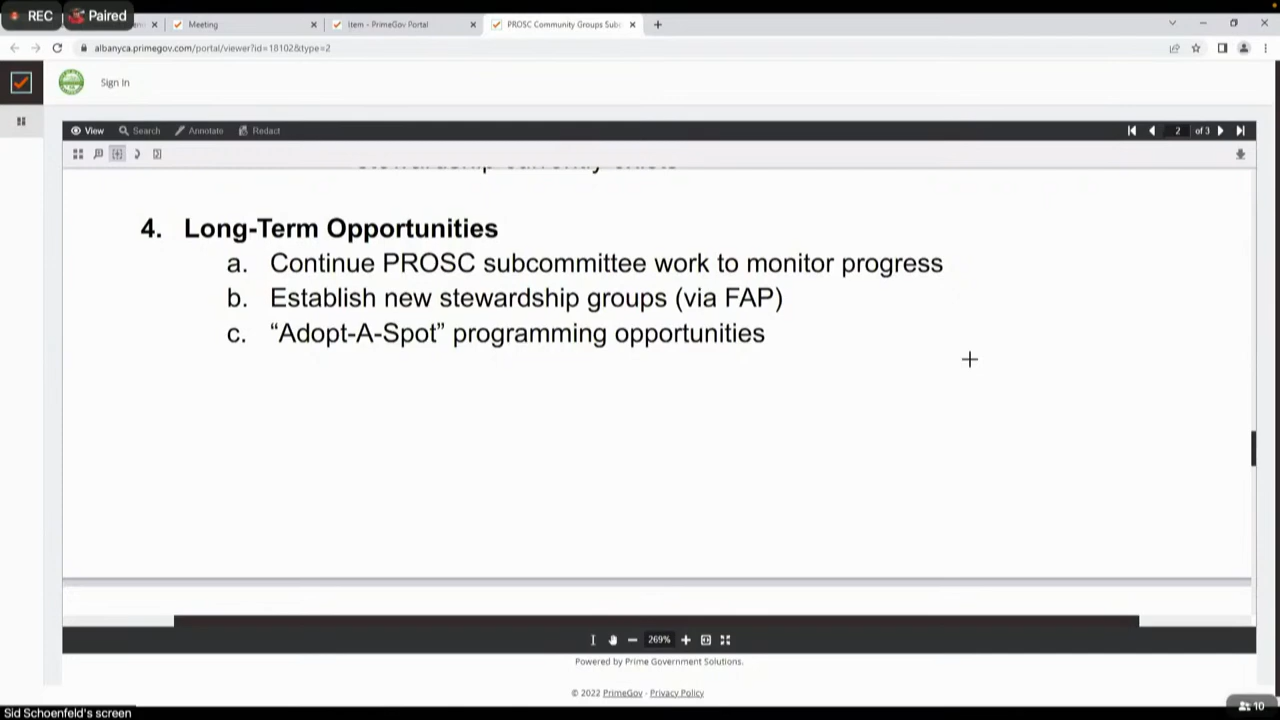 REC
Paired
Meeting
Item - PrimeGov Portal
PROSC Community Groups Subc
albanyca.primegov.com/portal/viewer?id=18102&type=2
Sign In
View Search Annotate Redact
2 of 3
4. Long-Term Opportunities
a. Continue PROSC subcommittee work to monitor progress
b. Establish new stewardship groups (via FAP)
c. “Adopt-A-Spot” programming opportunities
269%
Powered by Prime Government Solutions.
© 2022 PrimeGov - Privacy Policy
10
Sid Schoenfeld's screen